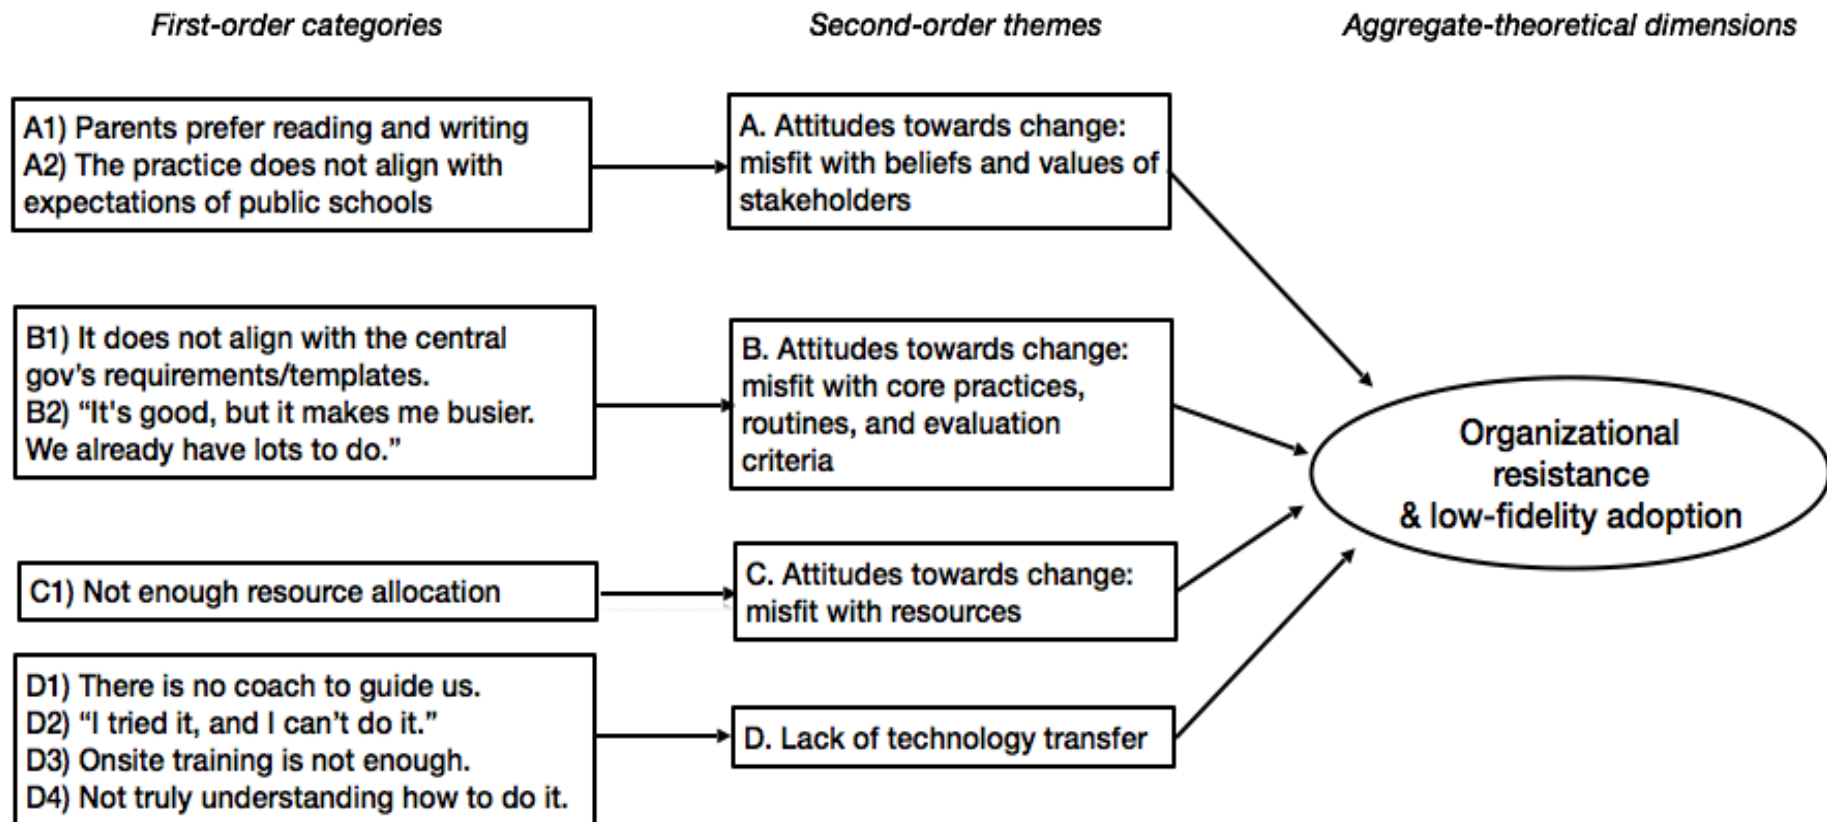 First-order categories
Second-order themes
Aggregate-theoretical dimensions
A1) Parents prefer reading and writing
A2) The practice does not align with
expectations of public schools
A. Attitudes towards change:
misfit with beliefs and values of
stakeholders
B1) It does not align with the central
gov's requirements/templates.
B2) “It's good, but it makes me busier.
We already have lots to do.”
B. Attitudes towards change:
misfit with core practices,
routines, and evaluation
criteria
C1) Not enough resource allocation
C. Attitudes towards change:
misfit with resources
D1) There is no coach to guide us.
D2) “I tried it, and I can’t do it.”
D3) Onsite training is not enough.
D4) Not truly understanding how to do it.
D. Lack of technology transfer
Organizational
resistance
& low-fidelity adoption